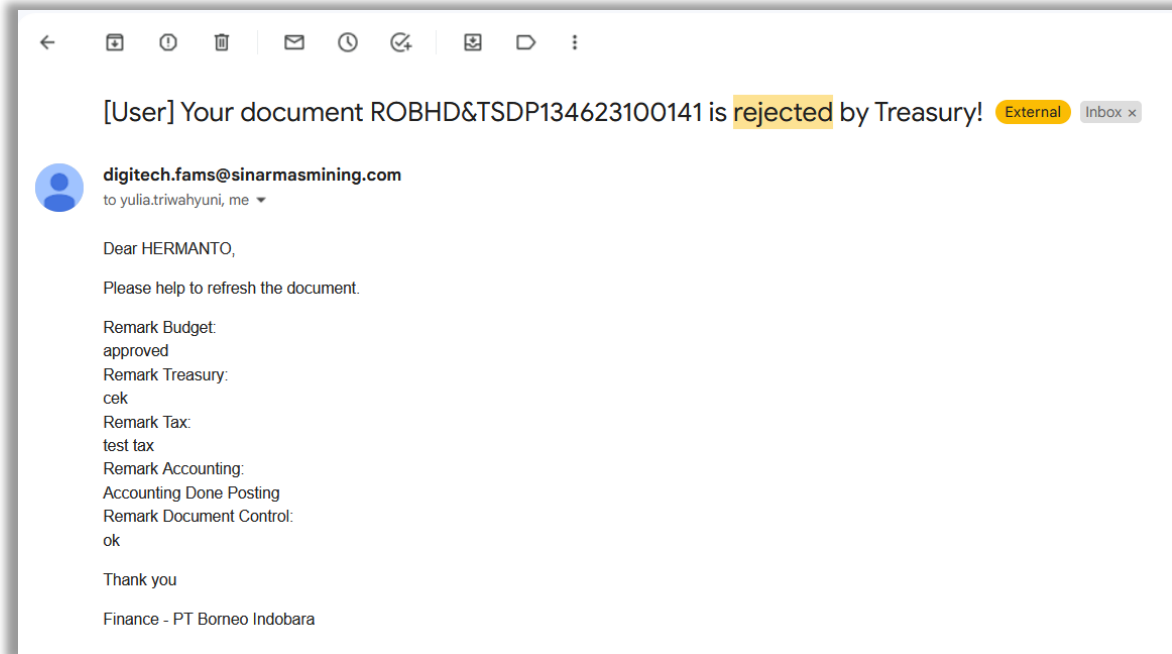 [User] Your document ROBHD&TSDP134623100141 is rejected by Treasury! External Inbox ×
digitech.fams@sinarmasmining.com
to yulia.triwahyuni, me
Dear HERMANTO,
Please help to refresh the document.
Remark Budget:
approved
Remark Treasury:
cek
Remark Tax:
test tax
Remark Accounting:
Accounting Done Posting
Remark Document Control:
ok
Thank you
Finance - PT Borneo Indobara